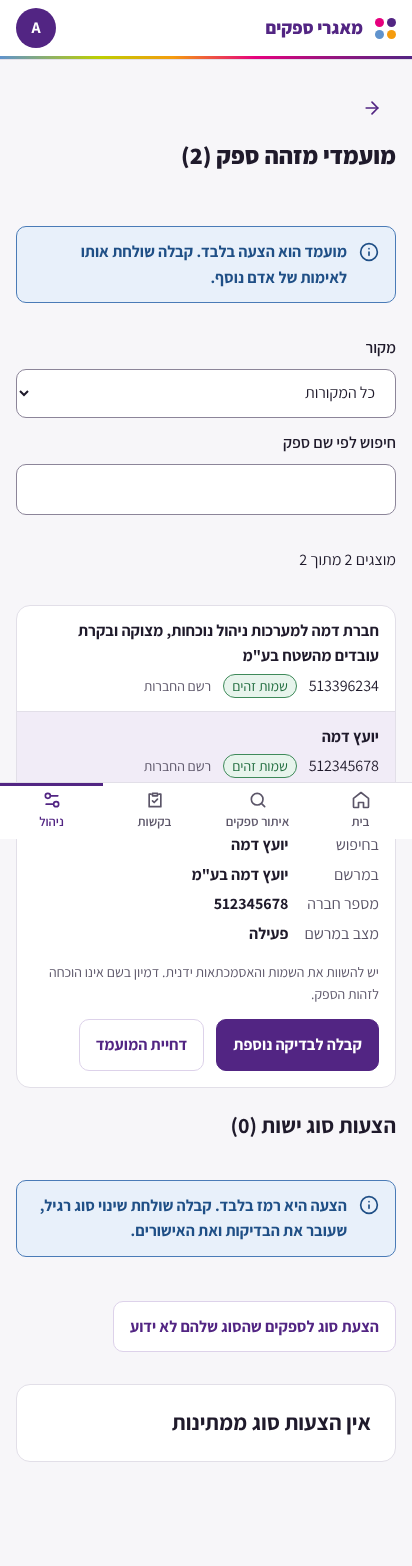 מאגרי ספקים
A
מועמדי מזהה ספק (2)
מועמד הוא הצעה בלבד. קבלה שולחת אותו
לאימות של אדם נוסף.
מקור
כל המקורות
חיפוש לפי שם ספק
מוצגים 2 מתוך 2
חברת דמה למערכות ניהול נוכחות, מצוקה ובקרת
עובדים מהשטח בע"מ
513396234 שמות זהים רשם החברות
יועץ דמה
512345678 שמות זהים רשם החברות
בית איתור ספקים בקשות ניהול
בחיפוש יועץ דמה
במרשם יועץ דמה בע"מ
מספר חברה 512345678
מצב במרשם פעילה
יש להשוות את השמות והאסמכתאות ידנית. דמיון בשם אינו הוכחה
לזהות הספק.
קבלה לבדיקה נוספת דחיית המועמד
הצעות סוג ישות (0)
הצעה היא רמז בלבד. קבלה שולחת שינוי סוג רגיל,
שעובר את הבדיקות ואת האישורים.
הצעת סוג לספקים שהסוג שלהם לא ידוע
אין הצעות סוג ממתינות